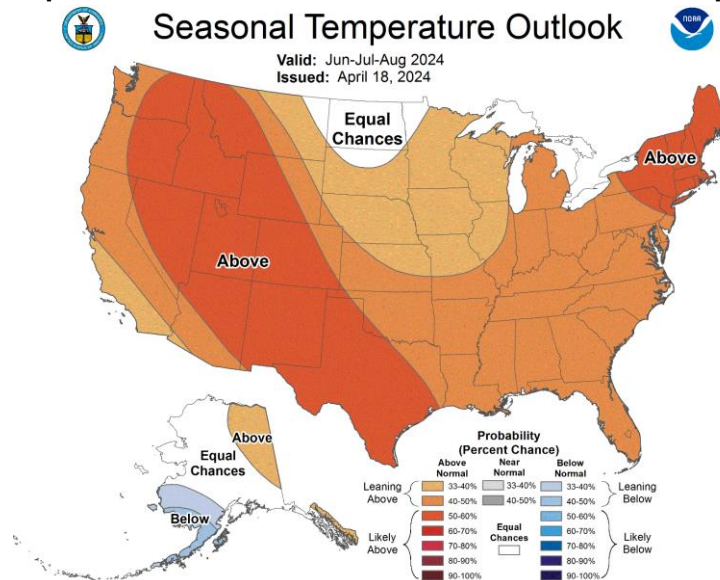 Seasonal Temperature Outlook
NOAA
Valid: Jun-Jul-Aug 2024
Issued: April 18, 2024
Equal
Chances
Above
Above
Above
Equal
Chances
Below
Probability
(Percent Chance)
Above
Normal
Near
Normal
Below
Normal
Leaning
Above
33-40%
33-40%
33-40%
Leaning
Below
40-50%
40-50%
40-50%
Likely
Above
50-60%
60-70%
70-80%
80-90%
90-100%
Equal
Chances
50-60%
60-70%
70-80%
80-90%
90-100%
Likely
Below